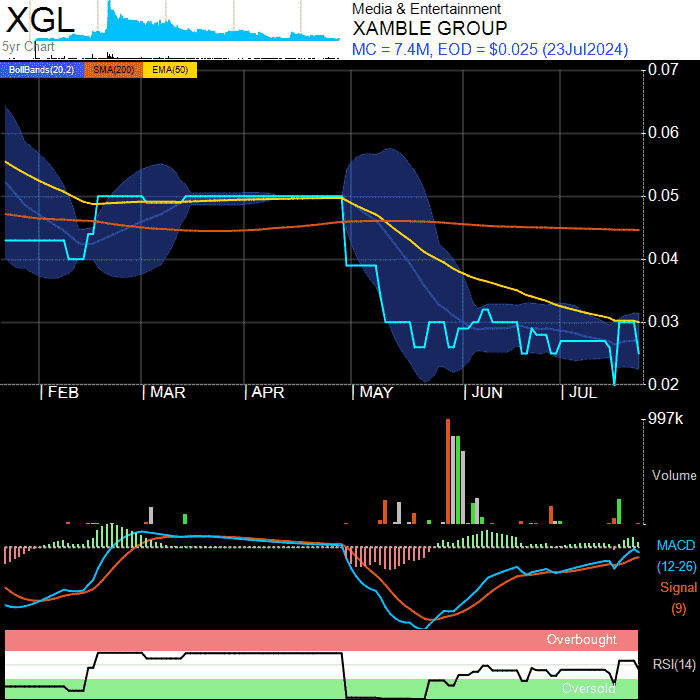 XGL
5yr Chart
Media & Entertainment
XAMBLE GROUP
MC = 7.4M, EOD = $0.025 (23Jul2024)
BollBands(20,2) SMA(200) EMA(50)
0.07
0.06
0.05
0.04
0.03
0.02
FEB MAR APR MAY JUN JUL
997k
Volume
MACD
(12-26)
Signal
(9)
Overbought
RSI(14)
Oversold